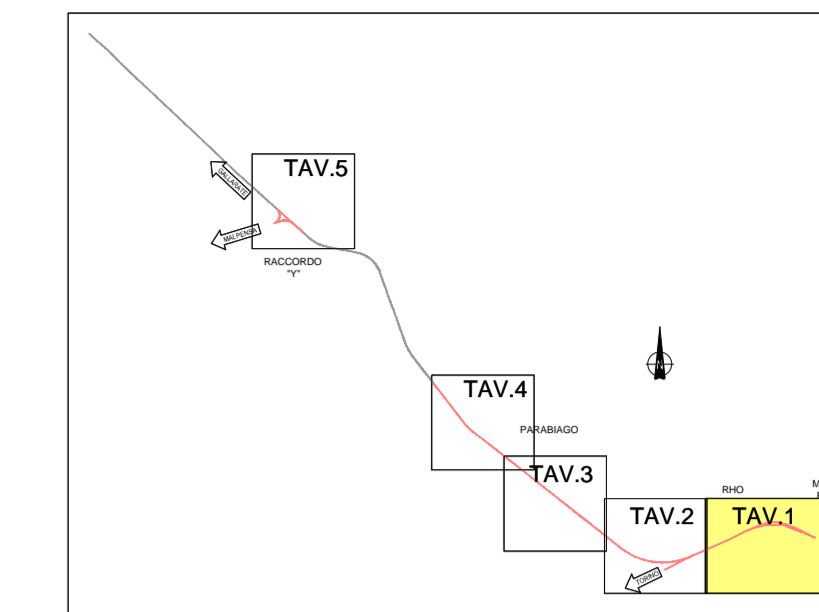 TAV.5
GALLARATE
MALPENSA
RACCORDO
"Y"
TAV.4
PARABIAGO
TAV.3
RHO
M
TAV.2
TAV.1
TORINO